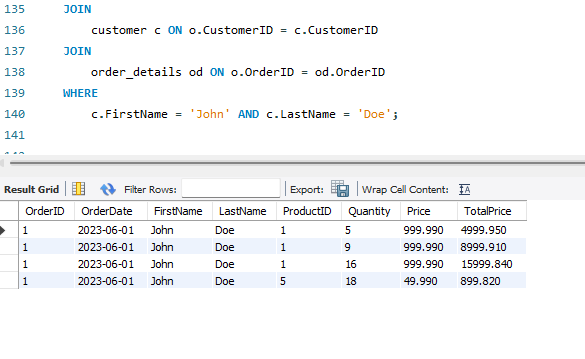 135 JOIN
136 customer c ON o.CustomerID = c.CustomerID
137 JOIN
138 order_details od ON o.OrderID = od.OrderID
139 WHERE
140 c.FirstName = 'John' AND c.LastName = 'Doe';
141
Result Grid Filter Rows: Export: Wrap Cell Content: IA
OrderID OrderDate FirstName LastName ProductID Quantity Price TotalPrice
1 2023-06-01 John Doe 1 5 999.990 4999.950
1 2023-06-01 John Doe 1 9 999.990 8999.910
1 2023-06-01 John Doe 1 16 999.990 15999.840
1 2023-06-01 John Doe 5 18 49.990 899.820